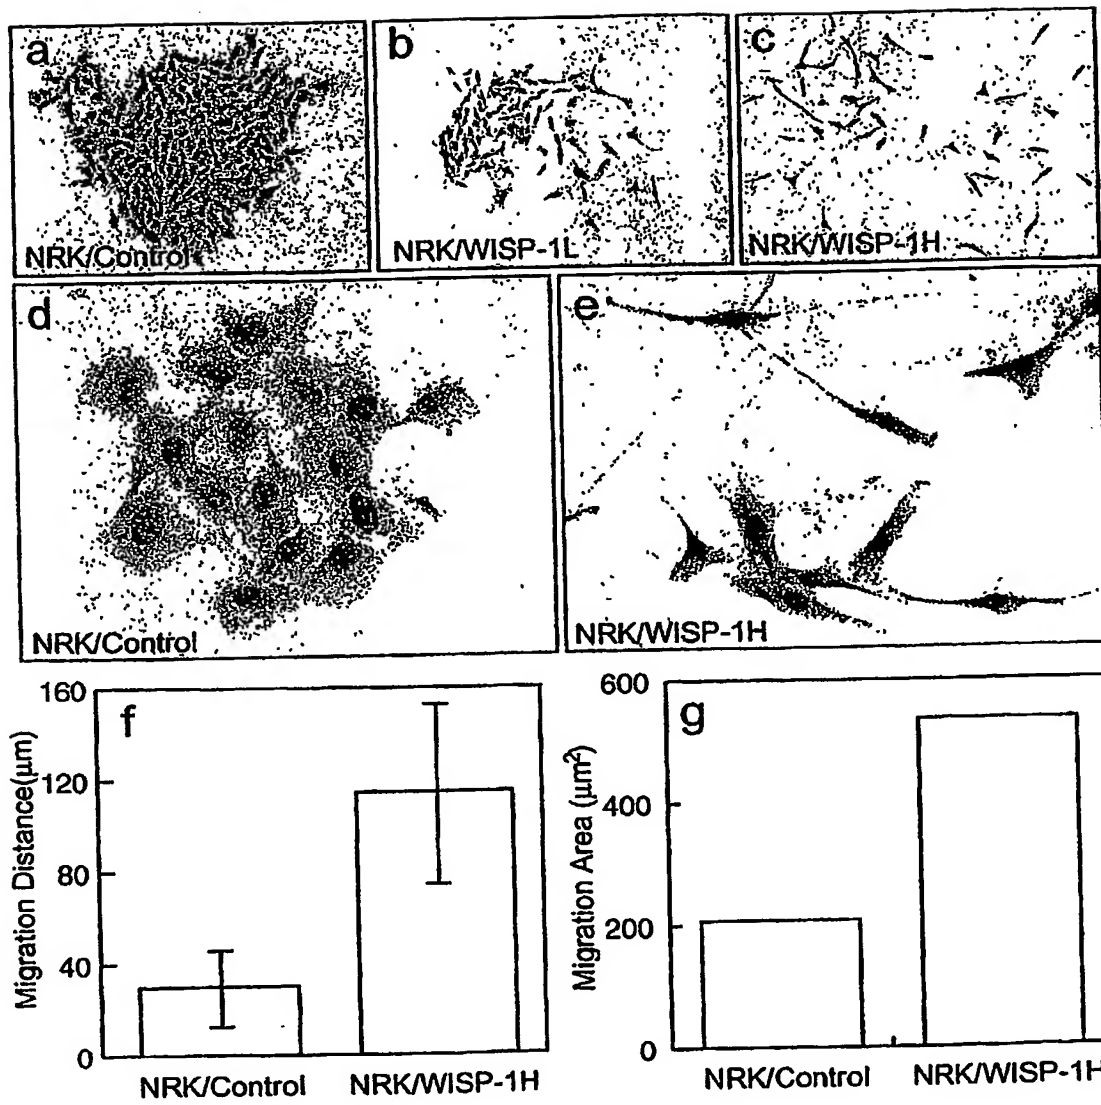 a
b
c
NRK/Control
NRK/WISP-1L
NRK/WISP-1H
d
e
NRK/Control
NRK/WISP-1H
f
Migration Distance(μm)
160
120
80
40
0
NRK/Control
NRK/WISP-1H
g
Migration Area (μm²)
600
400
200
0
NRK/Control
NRK/WISP-1H